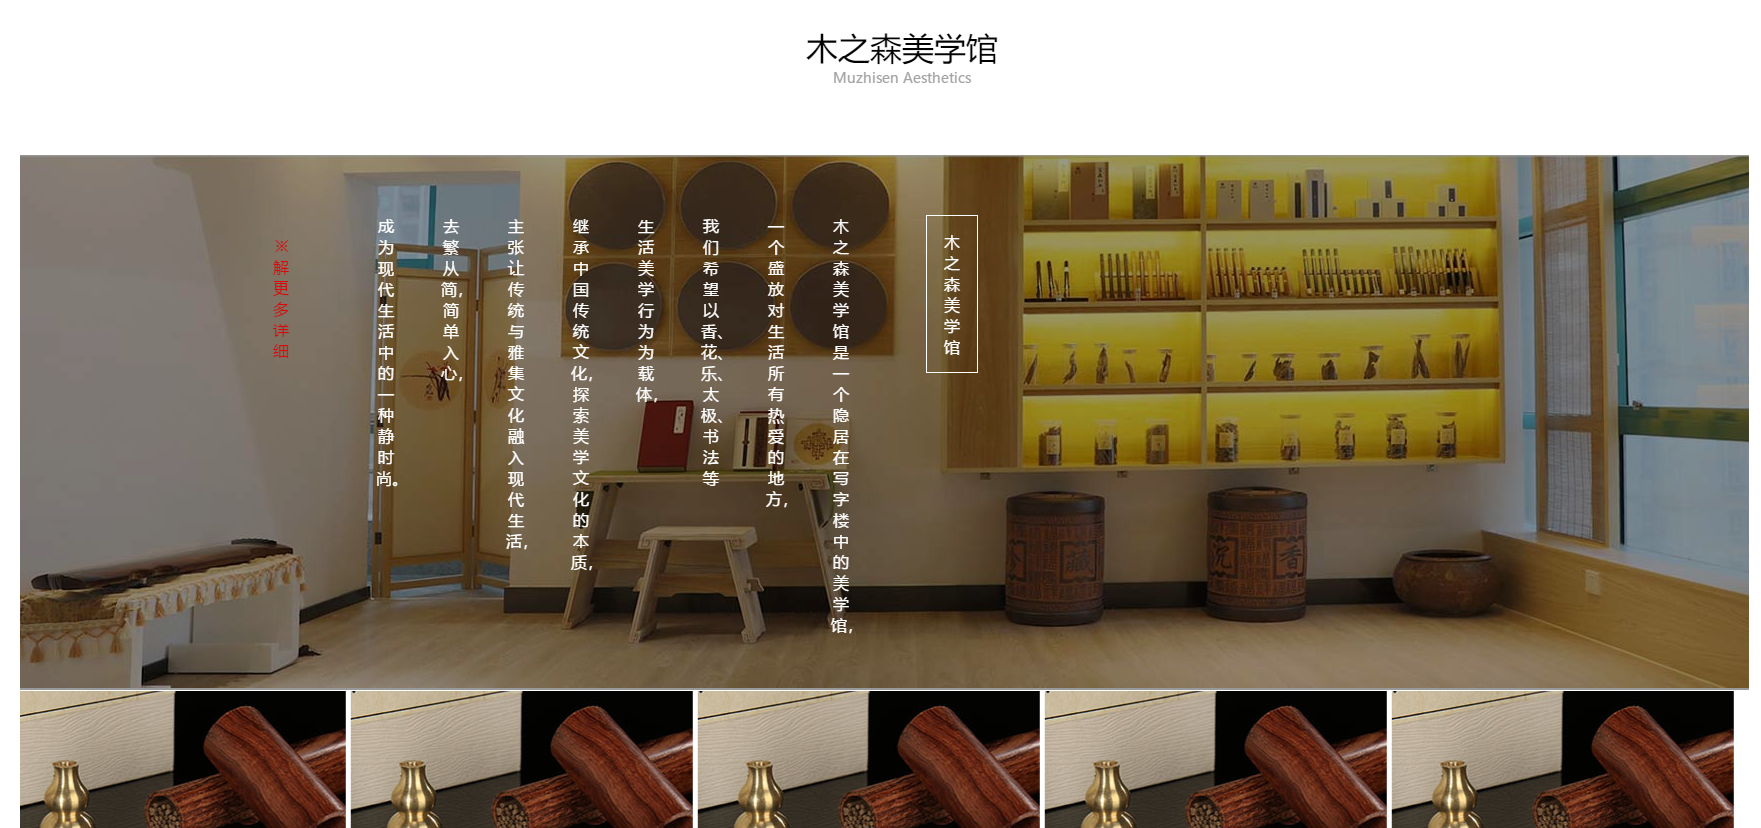 木之森美学馆
Muzhisen Aesthetics
木之森美学馆
木之森美学馆是一个隐居在写字楼中的美学馆,
一个盛放对生活所有热爱的地方,
我们希望以香、花、乐、太极、书法等
生活美学行为为载体,
继承中国传统文化,探索美学文化的本质,
主张让传统与雅集文化融入现代生活,
去繁从简,简单入心,
成为现代生活中的一种静时尚。
※解更多详细
藏
沉香